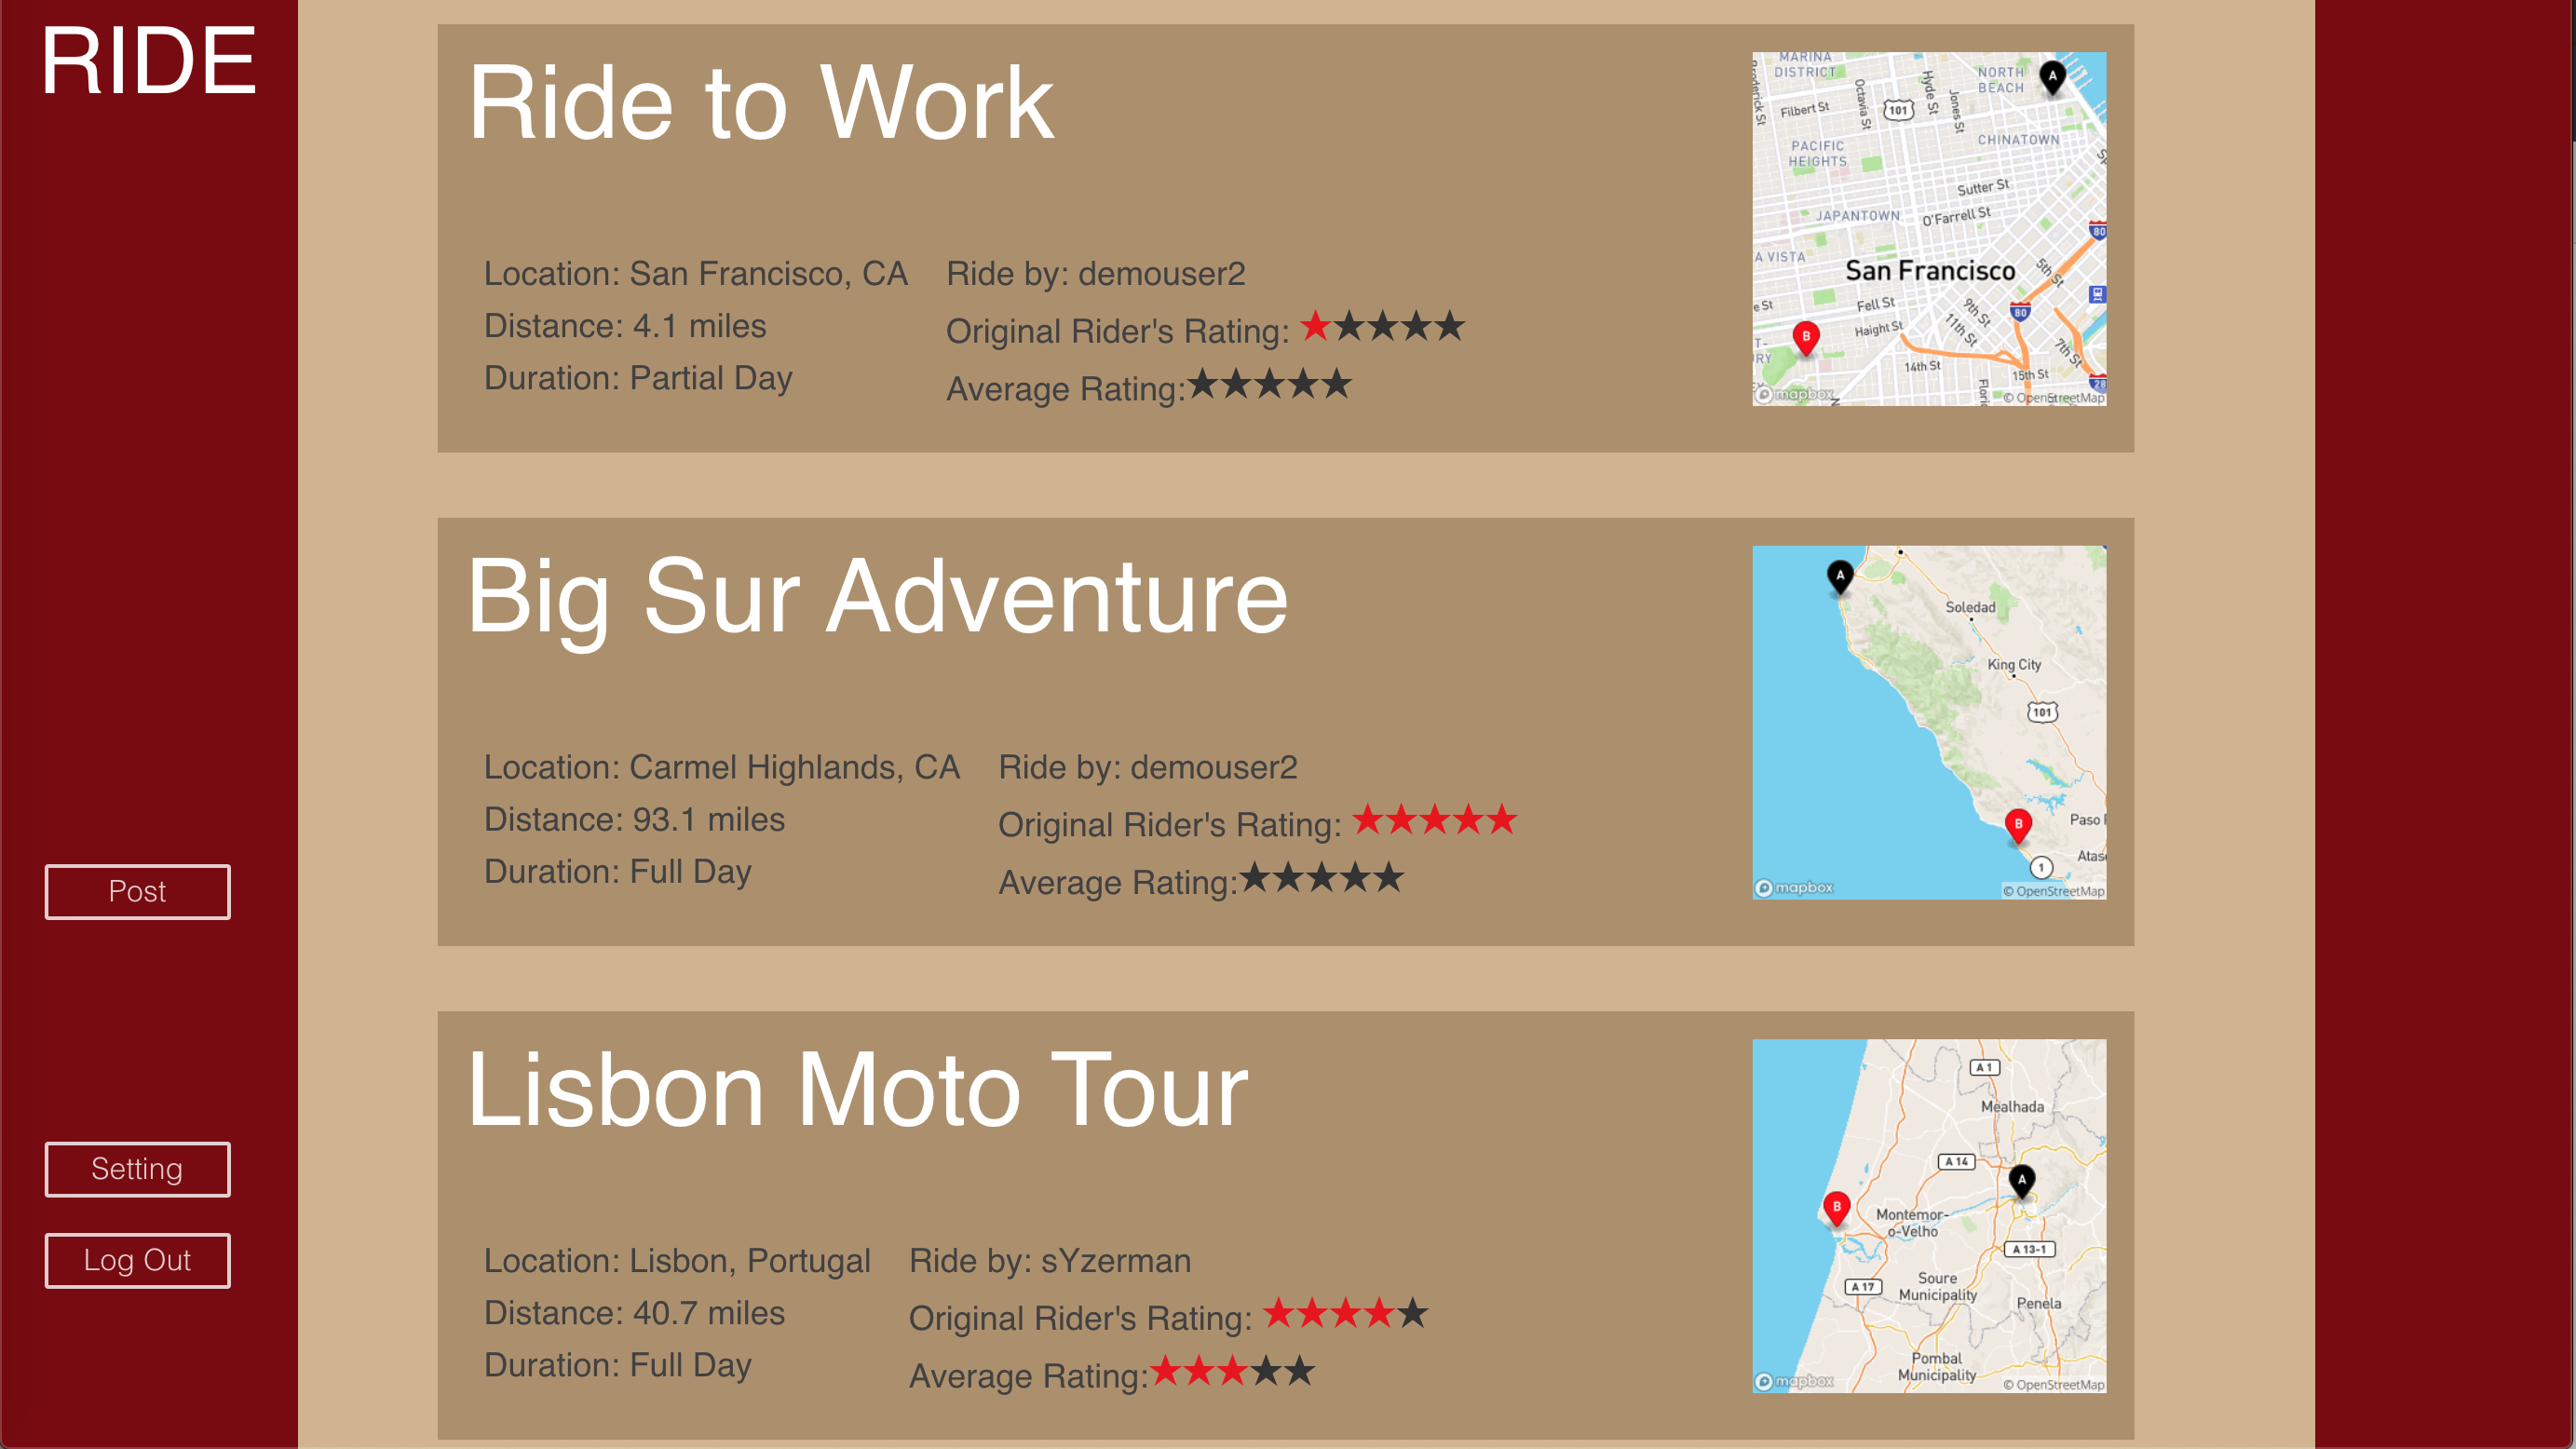 RIDE
Post
Setting
Log Out
Ride to Work
Location: San Francisco, CA
Distance: 4.1 miles
Duration: Partial Day
Ride by: demouser2
Original Rider's Rating: ★★★★★
Average Rating:★★★★★
MARINA
DISTRICT
NORTH
BEACH
A
Filbert St
Octavia St
101
Hyde St
Jones St
CHINATOWN
PACIFIC
HEIGHTS
Sutter St
JAPANTOWN
O'Farrell St
80
A VISTA
San Francisco
5th St
e St
Fell St
9th St
80
B
Haight St
11th St
7th St
14th St
15th St
28
mapbox
© OpenStreetMap
Big Sur Adventure
Location: Carmel Highlands, CA
Distance: 93.1 miles
Duration: Full Day
Ride by: demouser2
Original Rider's Rating: ★★★★★
Average Rating:★★★★★
A
Soledad
King City
101
B
Paso
1
Atas
mapbox
© OpenStreetMap
Lisbon Moto Tour
Location: Lisbon, Portugal
Distance: 40.7 miles
Duration: Full Day
Ride by: sYzerman
Original Rider's Rating: ★★★★★
Average Rating:★★★★★
A 1
Mealhada
A 14
A
B
Montemor-
o-Velho
A 13-1
A 17
Soure
Municipality
Penela
Pombal
Municipality
mapbox
© OpenStreetMap